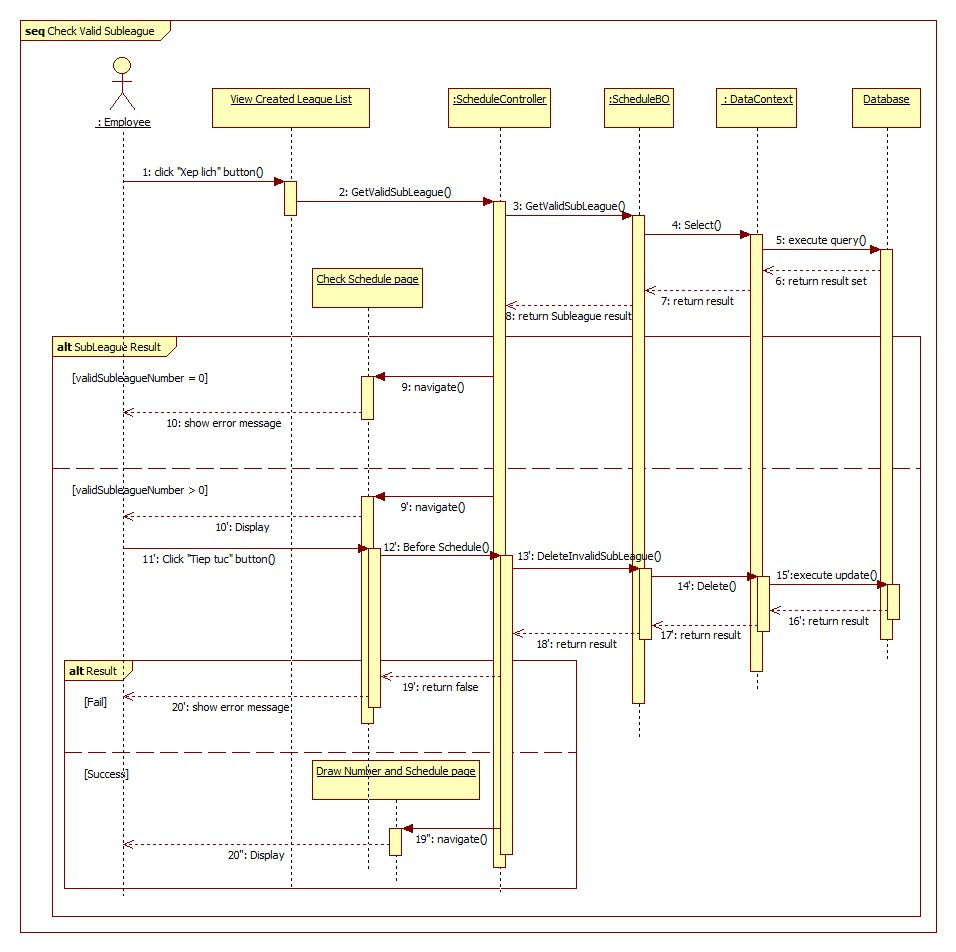 seq Check Valid Subleague
: Employee
View Created League List
:ScheduleController
:ScheduleBO
: DataContext
Database
1: click "Xep lich" button()
2: GetValidSubLeague()
3: GetValidSubLeague()
4: Select()
5: execute query()
6: return result set
7: return result
8: return Subleague result
Check Schedule page
alt SubLeague Result
[validSubleagueNumber = 0]
9: navigate()
10: show error message
[validSubleagueNumber > 0]
9': navigate()
10': Display
11': Click "Tiep tuc" button()
12': Before Schedule()
13': DeleteInvalidSubLeague()
14': Delete()
15':execute update()
16': return result
17': return result
18': return result
alt Result
19': return false
[Fail]
20': show error message
[Success]
Draw Number and Schedule page
19'': navigate()
20'': Display